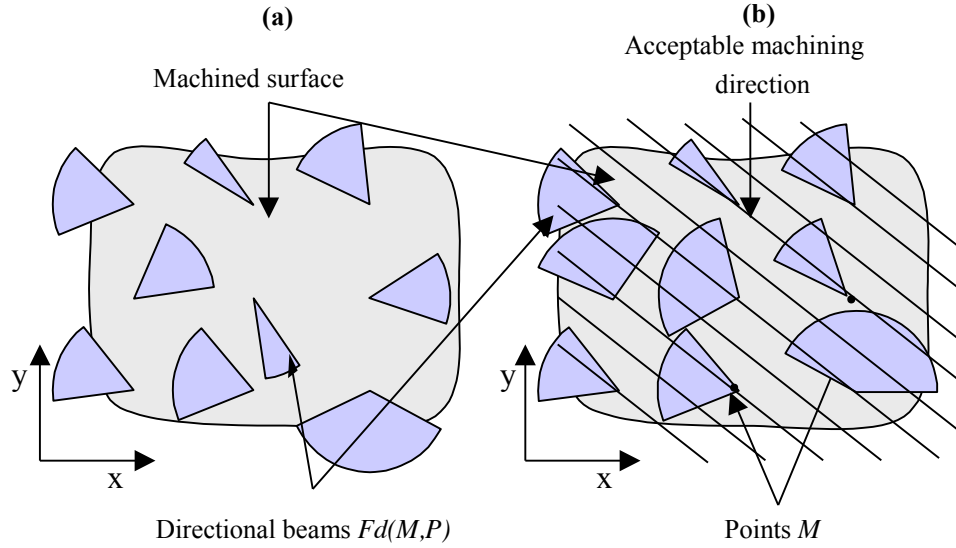 (a)
(b)
Machined surface
Acceptable machining
direction
y
x
y
x
Directional beams Fd(M,P)
Points M